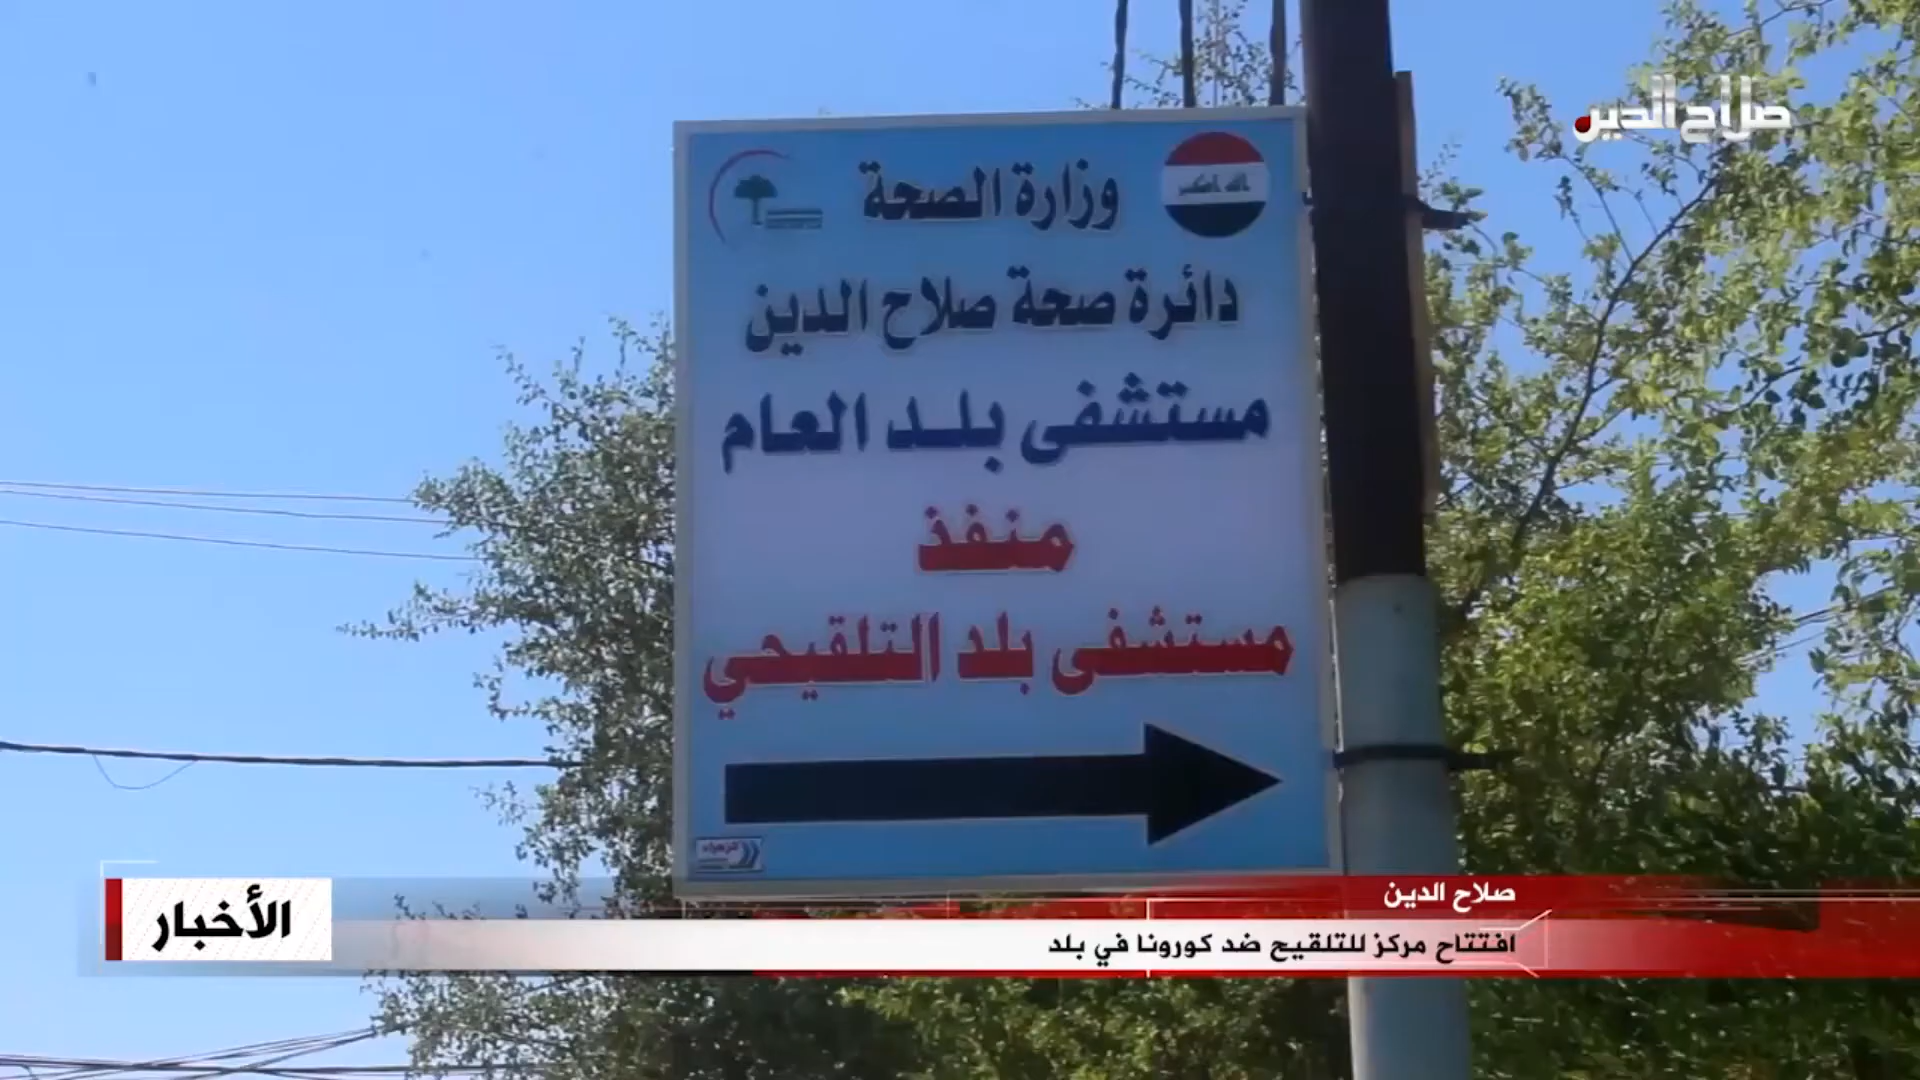 صلاح الدين
وزارة الصحة
دائرة صحة صلاح الدين
مستشفى بلد العام
منفذ
مستشفى بلد التلقيحي
الزهراء
صلاح الدين
افتتاح مركز للتلقيح ضد كورونا في بلد
الأخبار